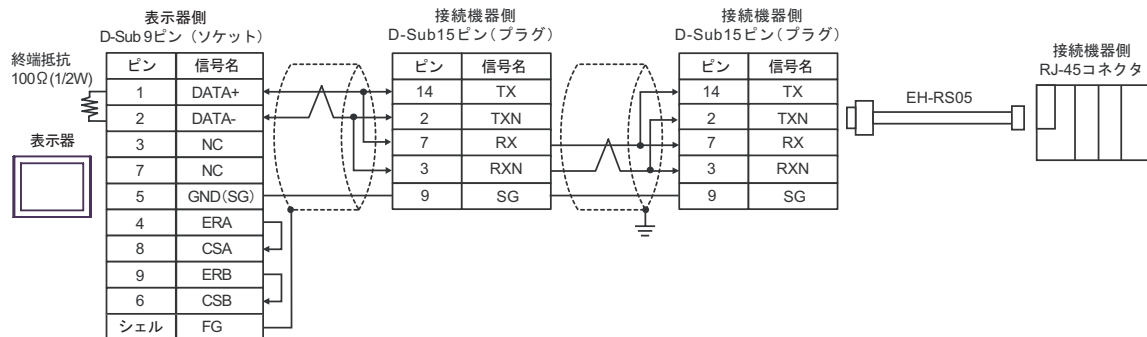 表示器側
D-Sub 9ピン（ソケット）
終端抵抗
100Ω(1/2W)
表示器
ピン 信号名
1 DATA+
2 DATA-
3 NC
7 NC
5 GND(SG)
4 ERA
8 CSA
9 ERB
6 CSB
シェル FG
接続機器側
D-Sub15ピン(プラグ)
ピン 信号名
14 TX
2 TXN
7 RX
3 RXN
9 SG
接続機器側
D-Sub15ピン(プラグ)
ピン 信号名
14 TX
2 TXN
7 RX
3 RXN
9 SG
EH-RS05
接続機器側
RJ-45コネクタ